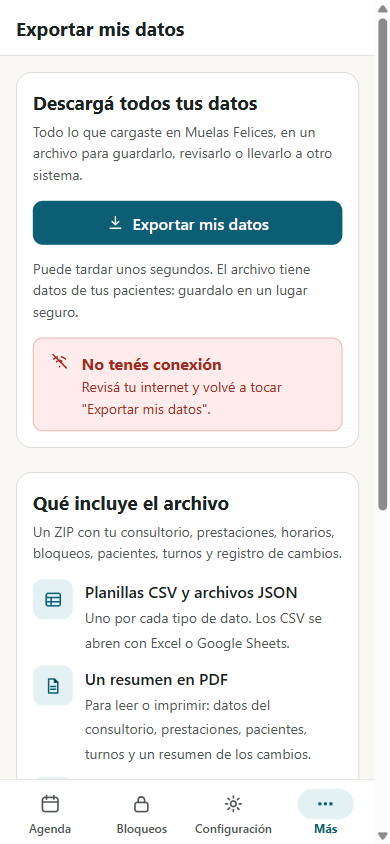 Exportar mis datos
Descargá todos tus datos
Todo lo que cargaste en Muelas Felices, en un
archivo para guardarlo, revisarlo o llevarlo a otro
sistema.
Exportar mis datos
Puede tardar unos segundos. El archivo tiene
datos de tus pacientes: guardalo en un lugar
seguro.
No tenés conexión
Revisá tu internet y volvé a tocar
"Exportar mis datos".
Qué incluye el archivo
Un ZIP con tu consultorio, prestaciones, horarios,
bloqueos, pacientes, turnos y registro de cambios.
Planillas CSV y archivos JSON
Uno por cada tipo de dato. Los CSV se
abren con Excel o Google Sheets.
Un resumen en PDF
Para leer o imprimir: datos del
consultorio, prestaciones, pacientes,
turnos y un resumen de los cambios.
Agenda
Bloqueos
Configuración
Más